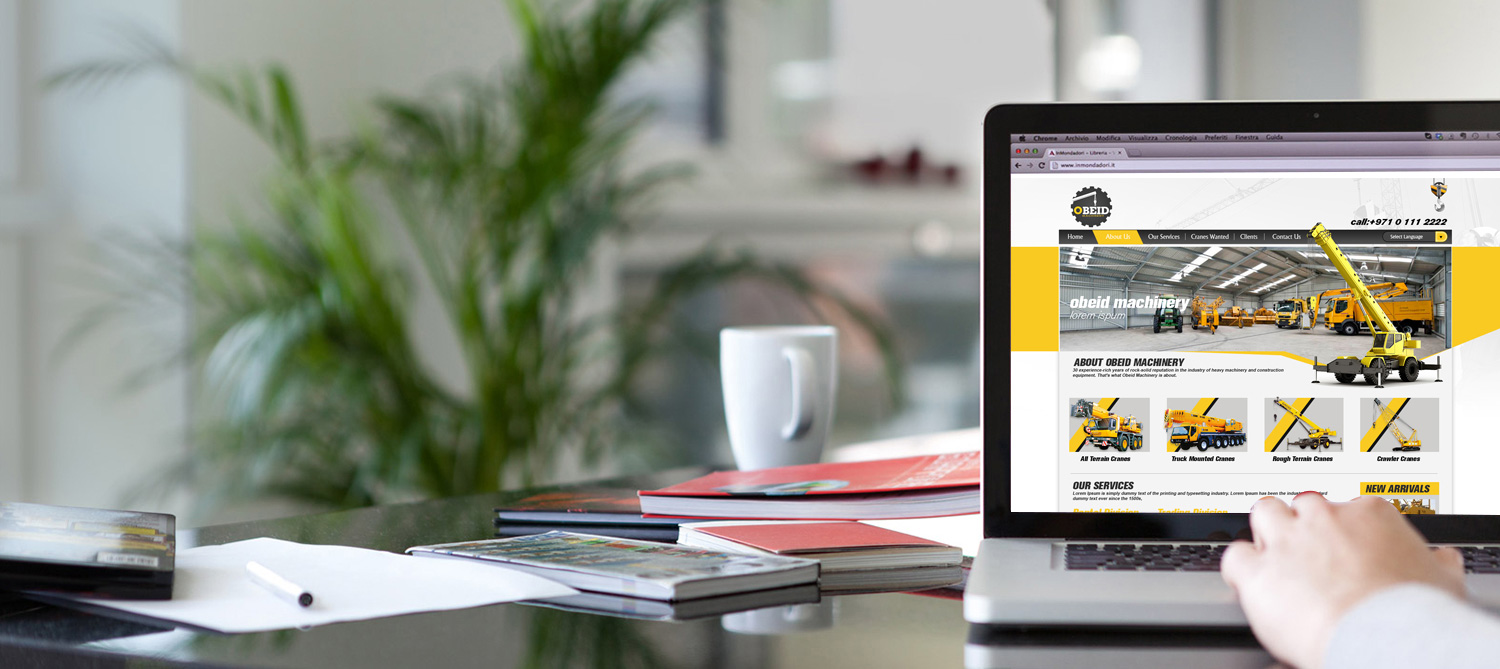 Chrome Archivio Modifica Visualizza Cronologia Preferiti Finestra Guida
InMondadori - Libreria -
www.inmondadori.it
OBEID
call:+971 0 111 2222
Home About Us Our Services Cranes Wanted Clients Contact Us Select Language
obeid machinery
lorem ispum
ABOUT OBEID MACHINERY
30 experience-rich years of rock-solid reputation in the industry of heavy machinery and construction
equipment. That's what Obeid Machinery is about.
All Terrain Cranes Truck Mounted Cranes Rough Terrain Cranes Crawler Cranes
OUR SERVICES
NEW ARRIVALS
Lorem Ipsum is simply dummy text of the printing and typesetting industry. Lorem Ipsum has been the
dummy text ever since the 1500s,
Rental Division Trading Division